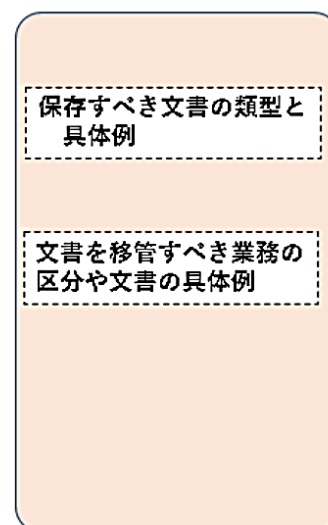 保存すべき文書の類型と
具体例
文書を移管すべき業務の
区分や文書の具体例